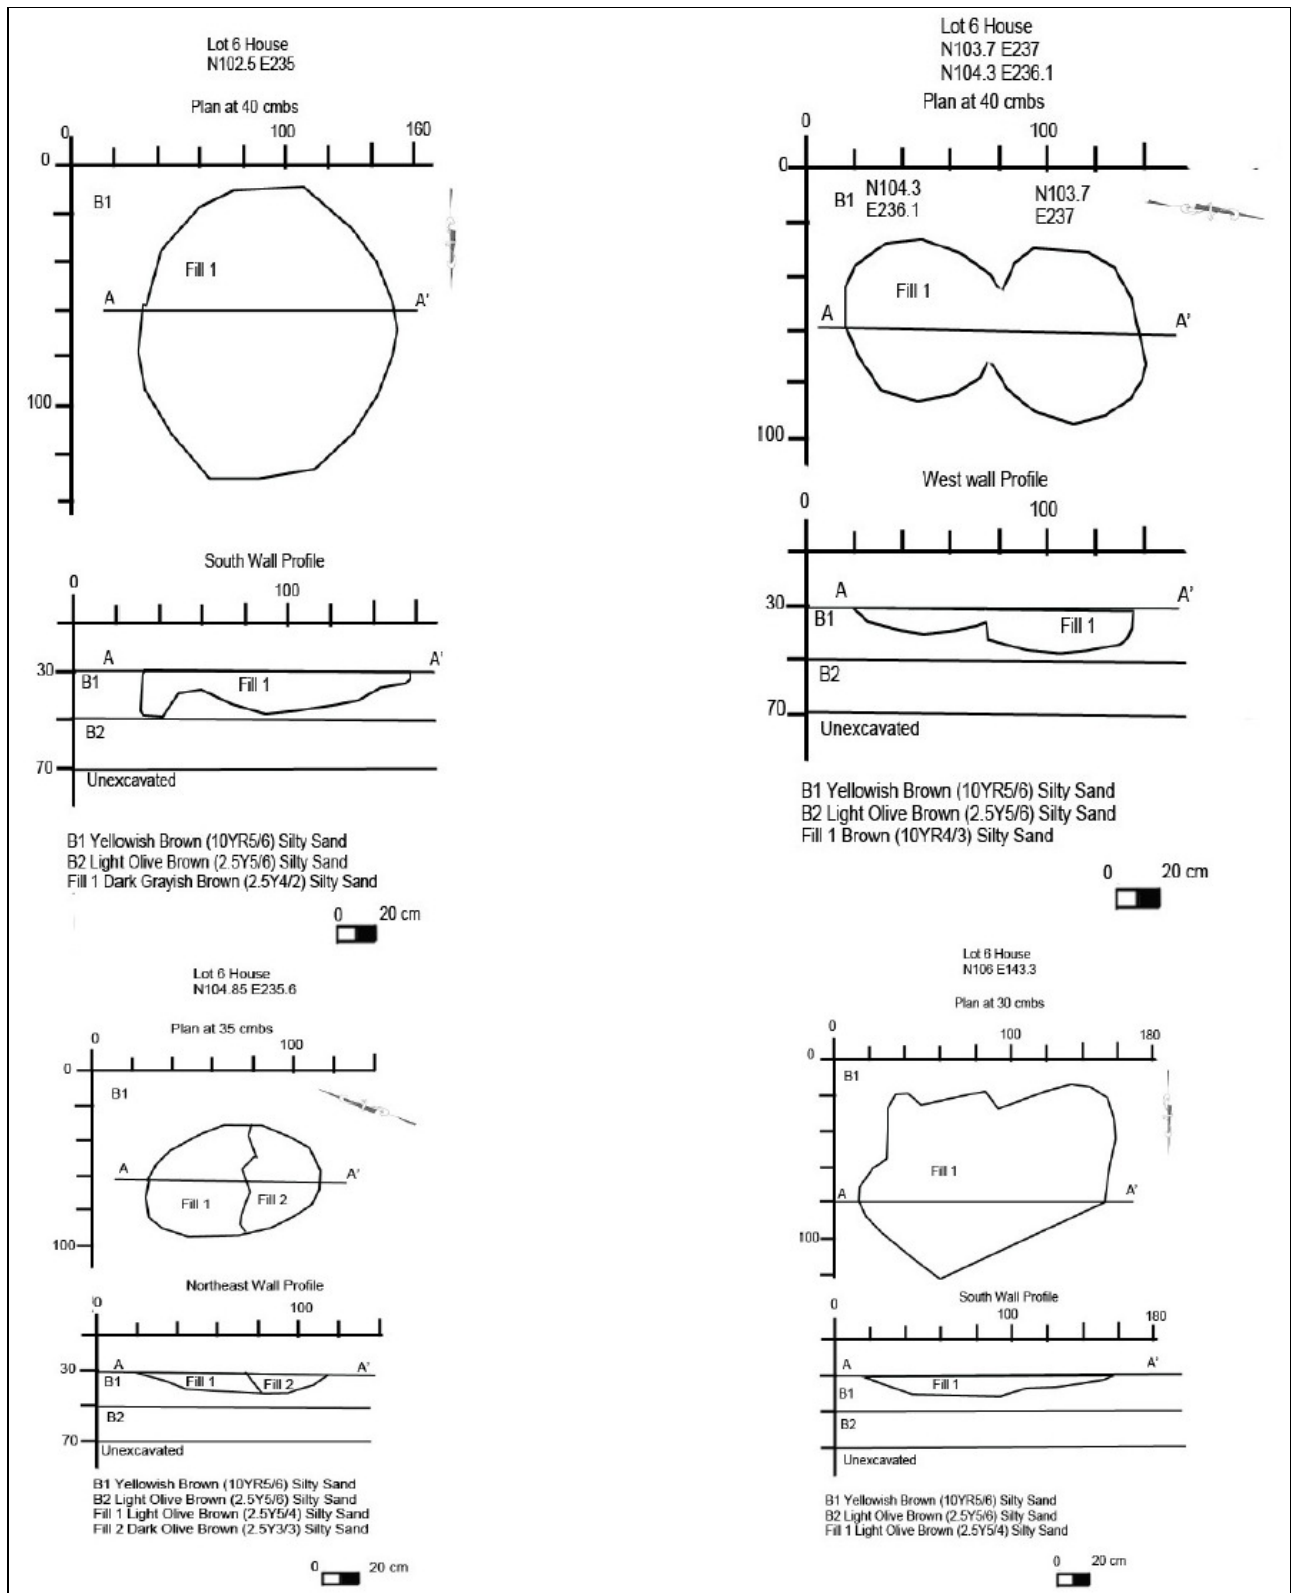 Lot 6 House
N102.5 E235
Plan at 40 cmbs
0 100 160
0
B1
Fill 1
A A'
100
South Wall Profile
0 100
A A'
30
B1 Fill 1
B2
70
Unexcavated
B1 Yellowish Brown (10YR5/6) Silty Sand
B2 Light Olive Brown (2.5Y5/6) Silty Sand
Fill 1 Dark Grayish Brown (2.5Y4/2) Silty Sand
0 20 cm
Lot 6 House
N103.7 E237
N104.3 E236.1
Plan at 40 cmbs
0 100
0
B1 N104.3 N103.7
E236.1 E237
Fill 1
A A'
100
West wall Profile
0 100
A A'
30
B1 Fill 1
B2
70
Unexcavated
B1 Yellowish Brown (10YR5/6) Silty Sand
B2 Light Olive Brown (2.5Y5/6) Silty Sand
Fill 1 Brown (10YR4/3) Silty Sand
0 20 cm
Lot 6 House
N104.85 E235.6
Plan at 35 cmbs
0 100
0
B1
A A'
Fill 1 Fill 2
100
Northeast Wall Profile
0 100
30 A A'
B1 Fill 1 Fill 2
B2
70
Unexcavated
B1 Yellowish Brown (10YR5/6) Silty Sand
B2 Light Olive Brown (2.5Y5/6) Silty Sand
Fill 1 Light Olive Brown (2.5Y5/4) Silty Sand
Fill 2 Dark Olive Brown (2.5Y3/3) Silty Sand
0 20 cm
Lot 6 House
N106 E143.3
Plan at 30 cmbs
0 100 180
0
B1
Fill 1
A A'
100
South Wall Profile
0 100 180
A A'
B1 Fill 1
B2
Unexcavated
B1 Yellowish Brown (10YR5/6) Silty Sand
B2 Light Olive Brown (2.5Y5/6) Silty Sand
Fill 1 Light Olive Brown (2.5Y5/4) Silty Sand
0 20 cm